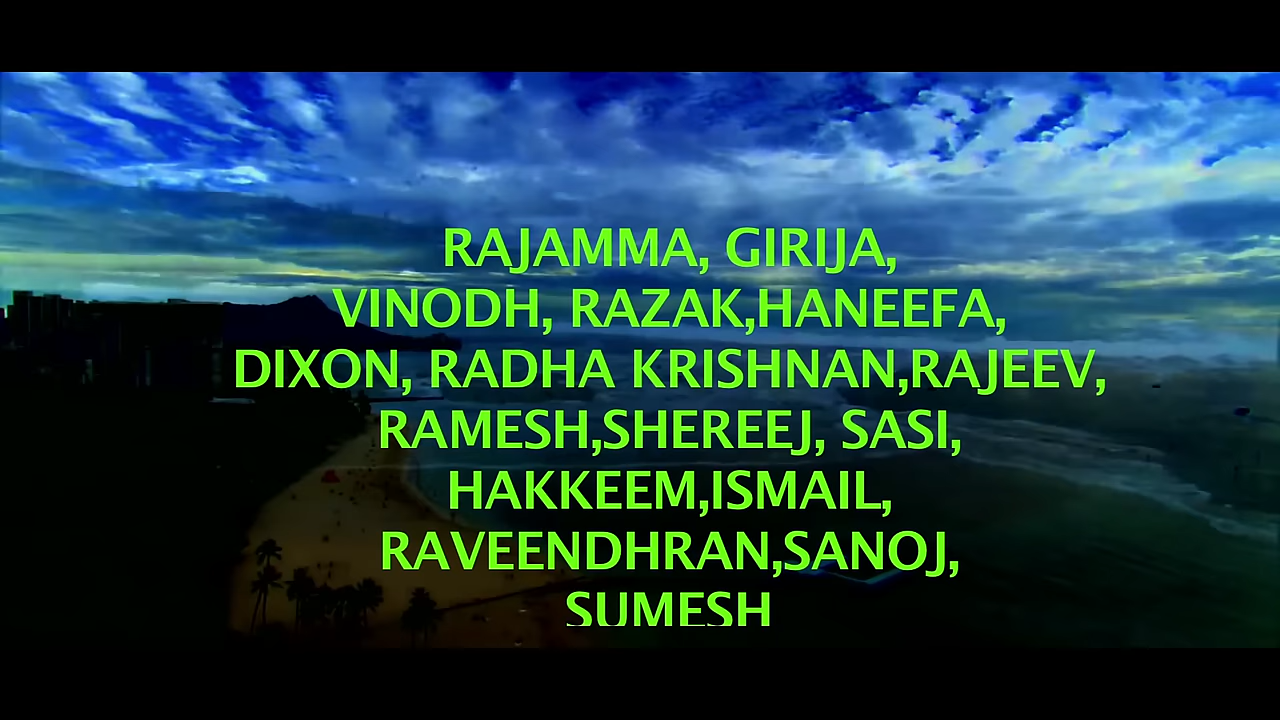 RAJAMMA, GIRIJA,
VINODH, RAZAK,HANEEFA,
DIXON, RADHA KRISHNAN,RAJEEV,
RAMESH,SHEREEJ, SASI,
HAKKEEM,ISMAIL,
RAVEENDHRAN,SANOJ,
SUMESH